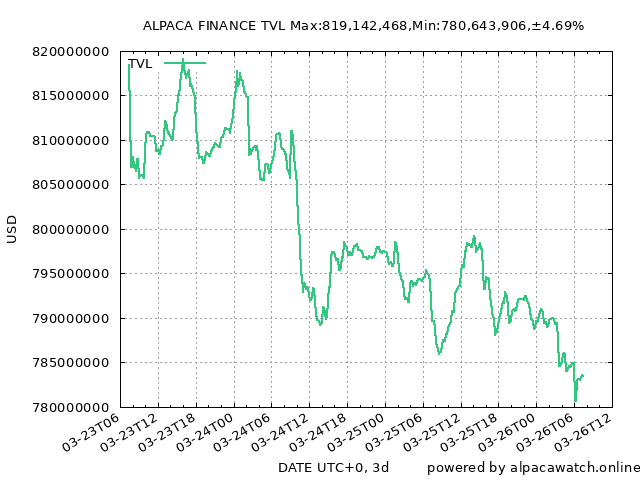 ALPACA FINANCE TVL Max:819,142,468,Min:780,643,906,±4.69%
TVL
820000000
815000000
810000000
805000000
800000000
795000000
790000000
785000000
780000000
USD
03-23T06
03-23T12
03-23T18
03-24T00
03-24T06
03-24T12
03-24T18
03-25T00
03-25T06
03-25T12
03-25T18
03-26T00
03-26T06
03-26T12
DATE UTC+0, 3d
powered by alpacawatch.online